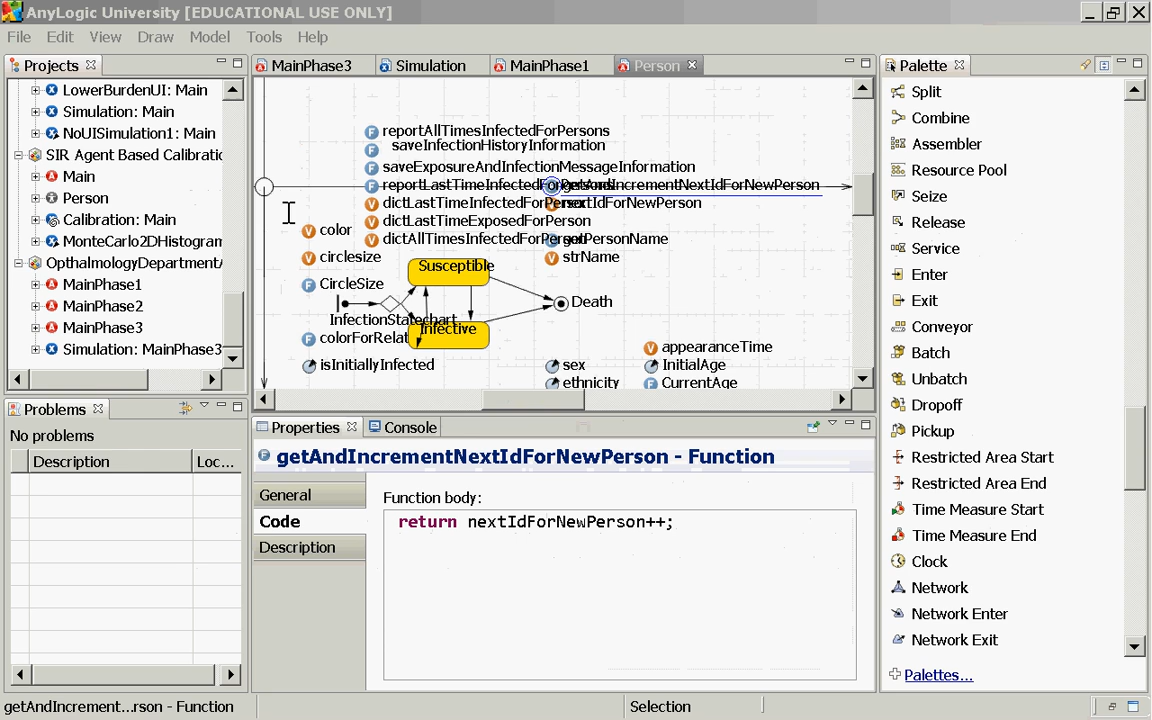 AnyLogic University [EDUCATIONAL USE ONLY]
File Edit View Draw Model Tools Help
Projects
LowerBurdenUI: Main
Simulation: Main
NoUISimulation1: Main
SIR Agent Based Calibratic
Main
Person
Calibration: Main
MonteCarlo2DHistogram
OpthalmologyDepartmentA
MainPhase1
MainPhase2
MainPhase3
Simulation: MainPhase3
Problems
No problems
Description Loc...
MainPhase3 Simulation MainPhase1 Person
reportAllTimesInfectedForPersons
saveInfectionHistoryInformation
saveExposureAndInfectionMessageInformation
reportLastTimeInfectedForPersons
getAndIncrementNextIdForNewPerson
dictLastTimeInfectedForPerson
nextIdForNewPerson
dictLastTimeExposedForPerson
color
dictAllTimesInfectedForPerson
setPersonName
circlesize
strName
Susceptible
CircleSize
Death
InfectionStatechart
Infective
colorForRelat
appearanceTime
isInitiallyInfected
sex
InitialAge
ethnicity
CurrentAge
Properties Console
getAndIncrementNextIdForNewPerson - Function
General
Code
Description
Function body:
return nextIdForNewPerson++;
Palette
Split
Combine
Assembler
Resource Pool
Seize
Release
Service
Enter
Exit
Conveyor
Batch
Unbatch
Dropoff
Pickup
Restricted Area Start
Restricted Area End
Time Measure Start
Time Measure End
Clock
Network
Network Enter
Network Exit
Palettes...
getAndIncrement...rson - Function
Selection